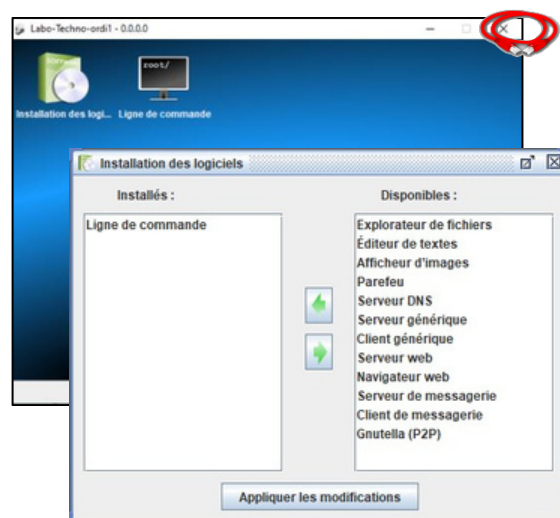 Labo-Techno-ordi1 - 0.0.0.0
root/
Installation des logi... Ligne de commande
Installation des logiciels
Installés :
Disponibles :
Ligne de commande
Explorateur de fichiers
Éditeur de textes
Afficheur d'images
Parefeu
Serveur DNS
Serveur générique
Client générique
Serveur web
Navigateur web
Serveur de messagerie
Client de messagerie
Gnutella (P2P)
Appliquer les modifications